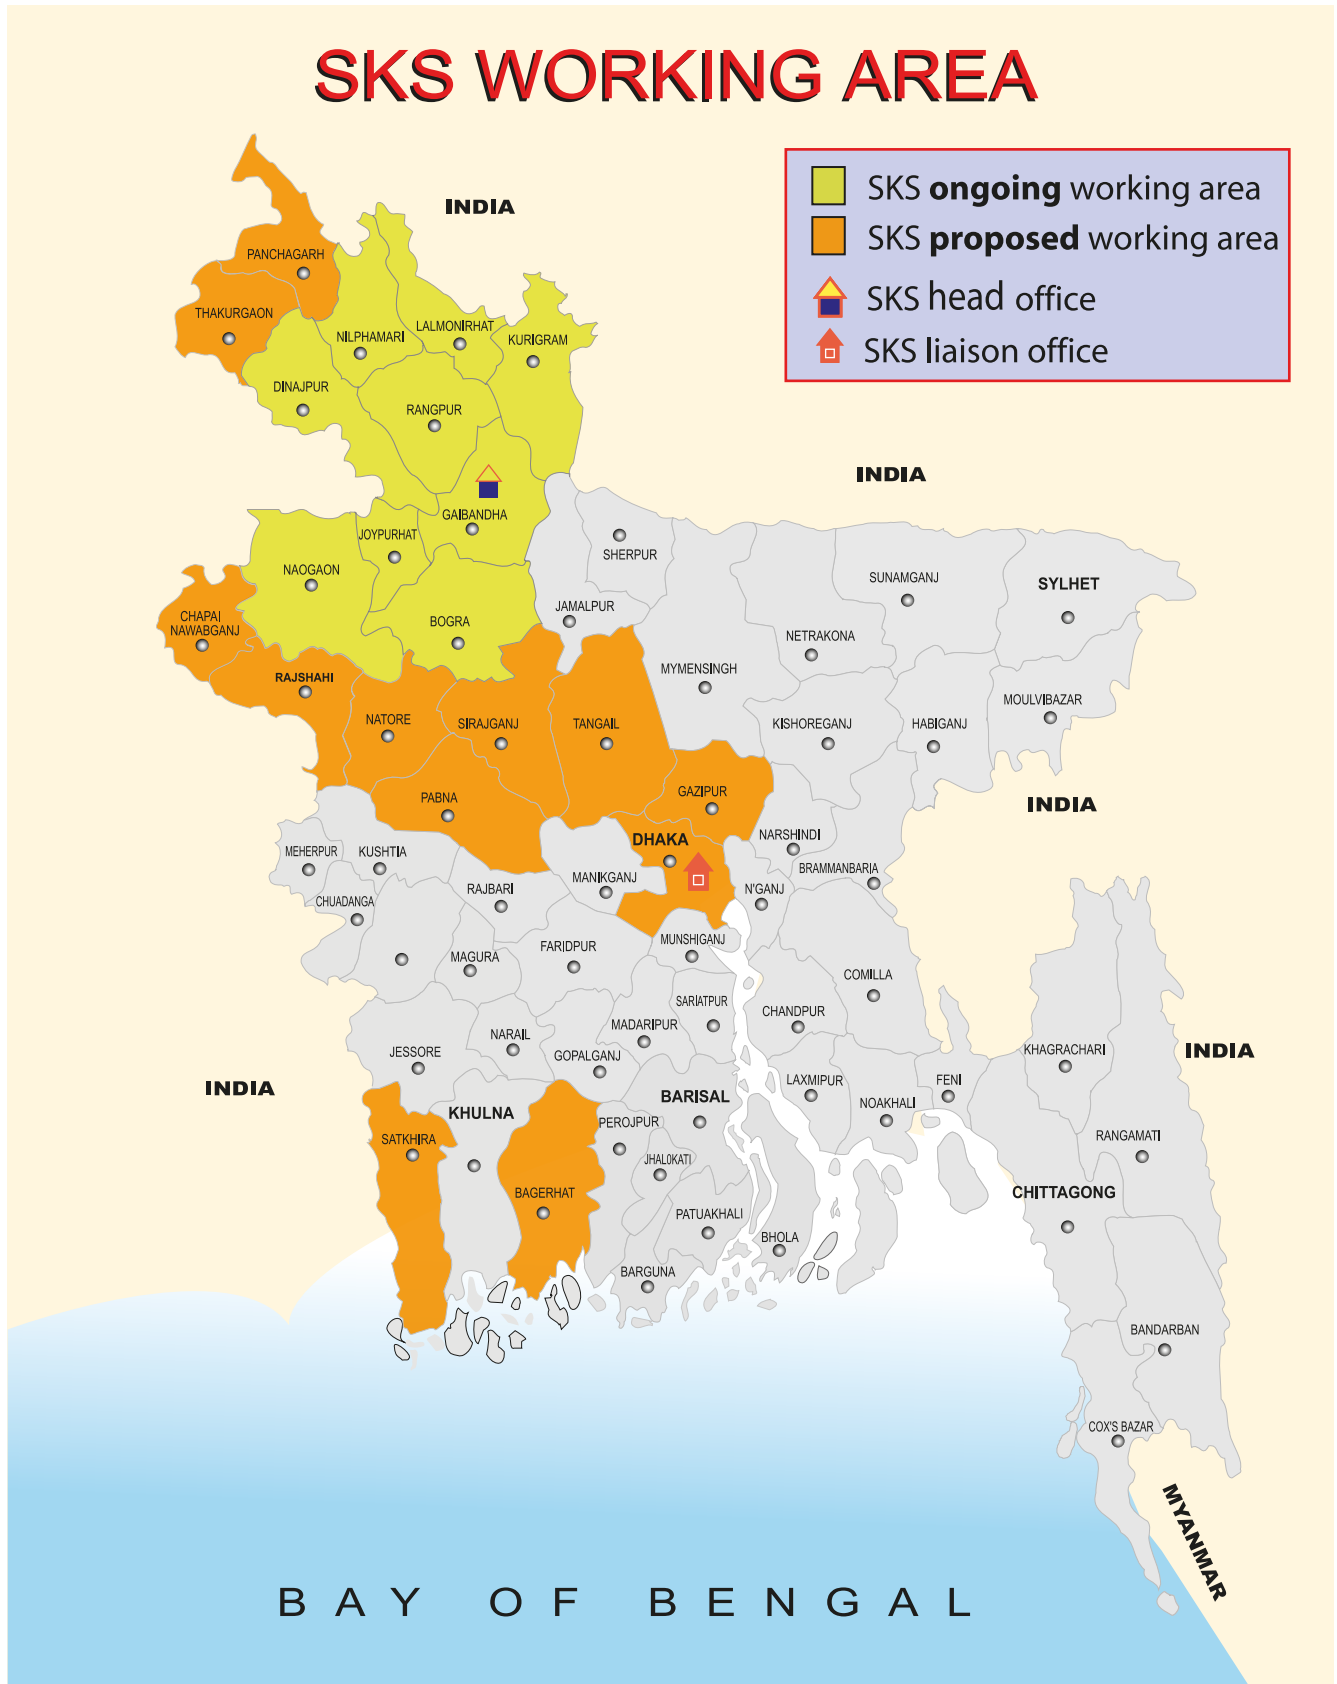 SKS WORKING AREA
SKS ongoing working area
SKS proposed working area
SKS head office
SKS liaison office
INDIA
PANCHAGARH
THAKURGAON
NILPHAMARI
LALMONIRHAT
KURIGRAM
DINAJPUR
RANGPUR
INDIA
GAIBANDHA
JOYPURHAT
SHERPUR
NAOGAON
SUNAMGANJ
SYLHET
CHAPAI
NAWABGANJ
BOGRA
JAMALPUR
NETRAKONA
MYMENSINGH
RAJSHAHI
MOULVIBAZAR
NATORE
SIRAJGANJ
TANGAIL
KISHOREGANJ
HABIGANJ
PABNA
GAZIPUR
INDIA
DHAKA
NARSHINDI
MEHERPUR
KUSHTIA
BRAMMANBARIA
MANIKGANJ
RAJBARI
N'GANJ
CHUADANGA
MUNSHIGANJ
FARIDPUR
MAGURA
COMILLA
SARIATPUR
CHANDPUR
MADARIPUR
NARAIL
JESSORE
GOPALGANJ
KHAGRACHARI
INDIA
INDIA
LAXMIPUR
FENI
BARISAL
NOAKHALI
KHULNA
PEROJPUR
SATKHIRA
RANGAMATI
JHAL0KATI
BAGERHAT
CHITTAGONG
PATUAKHALI
BHOLA
BARGUNA
BANDARBAN
COX'S BAZAR
MYANMAR
BAY OF BENGAL